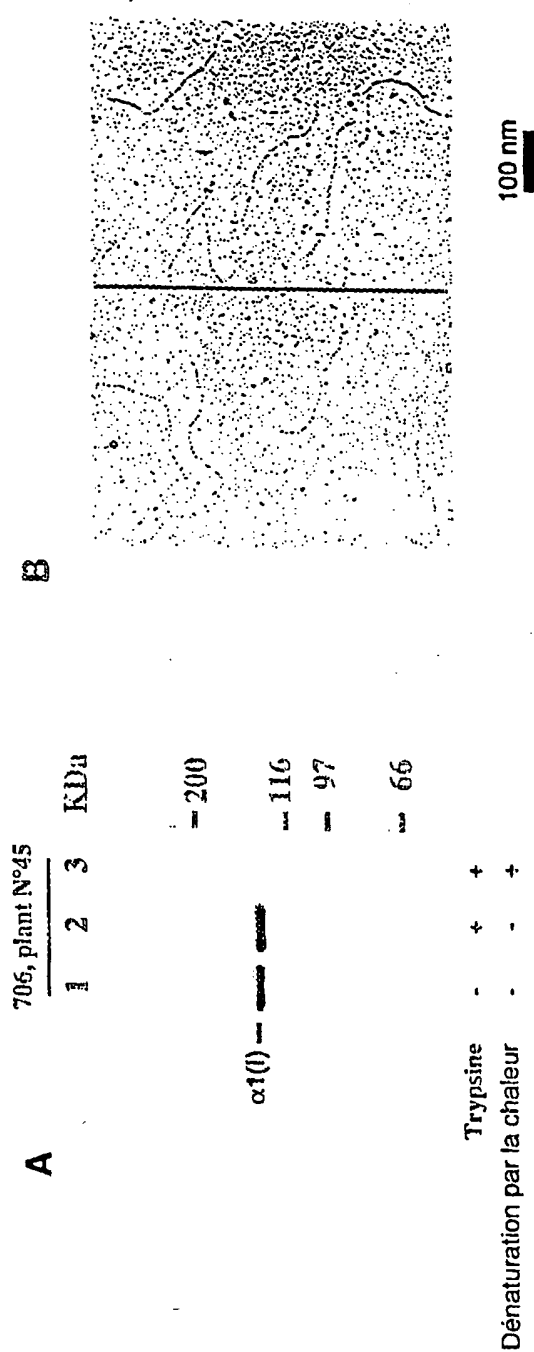 A
706, plant N°45
1 2 3 KDa
200
α1(I)
116
97
66
Trypsine - + +
Dénaturation par la chaleur - - +
B
100 nm